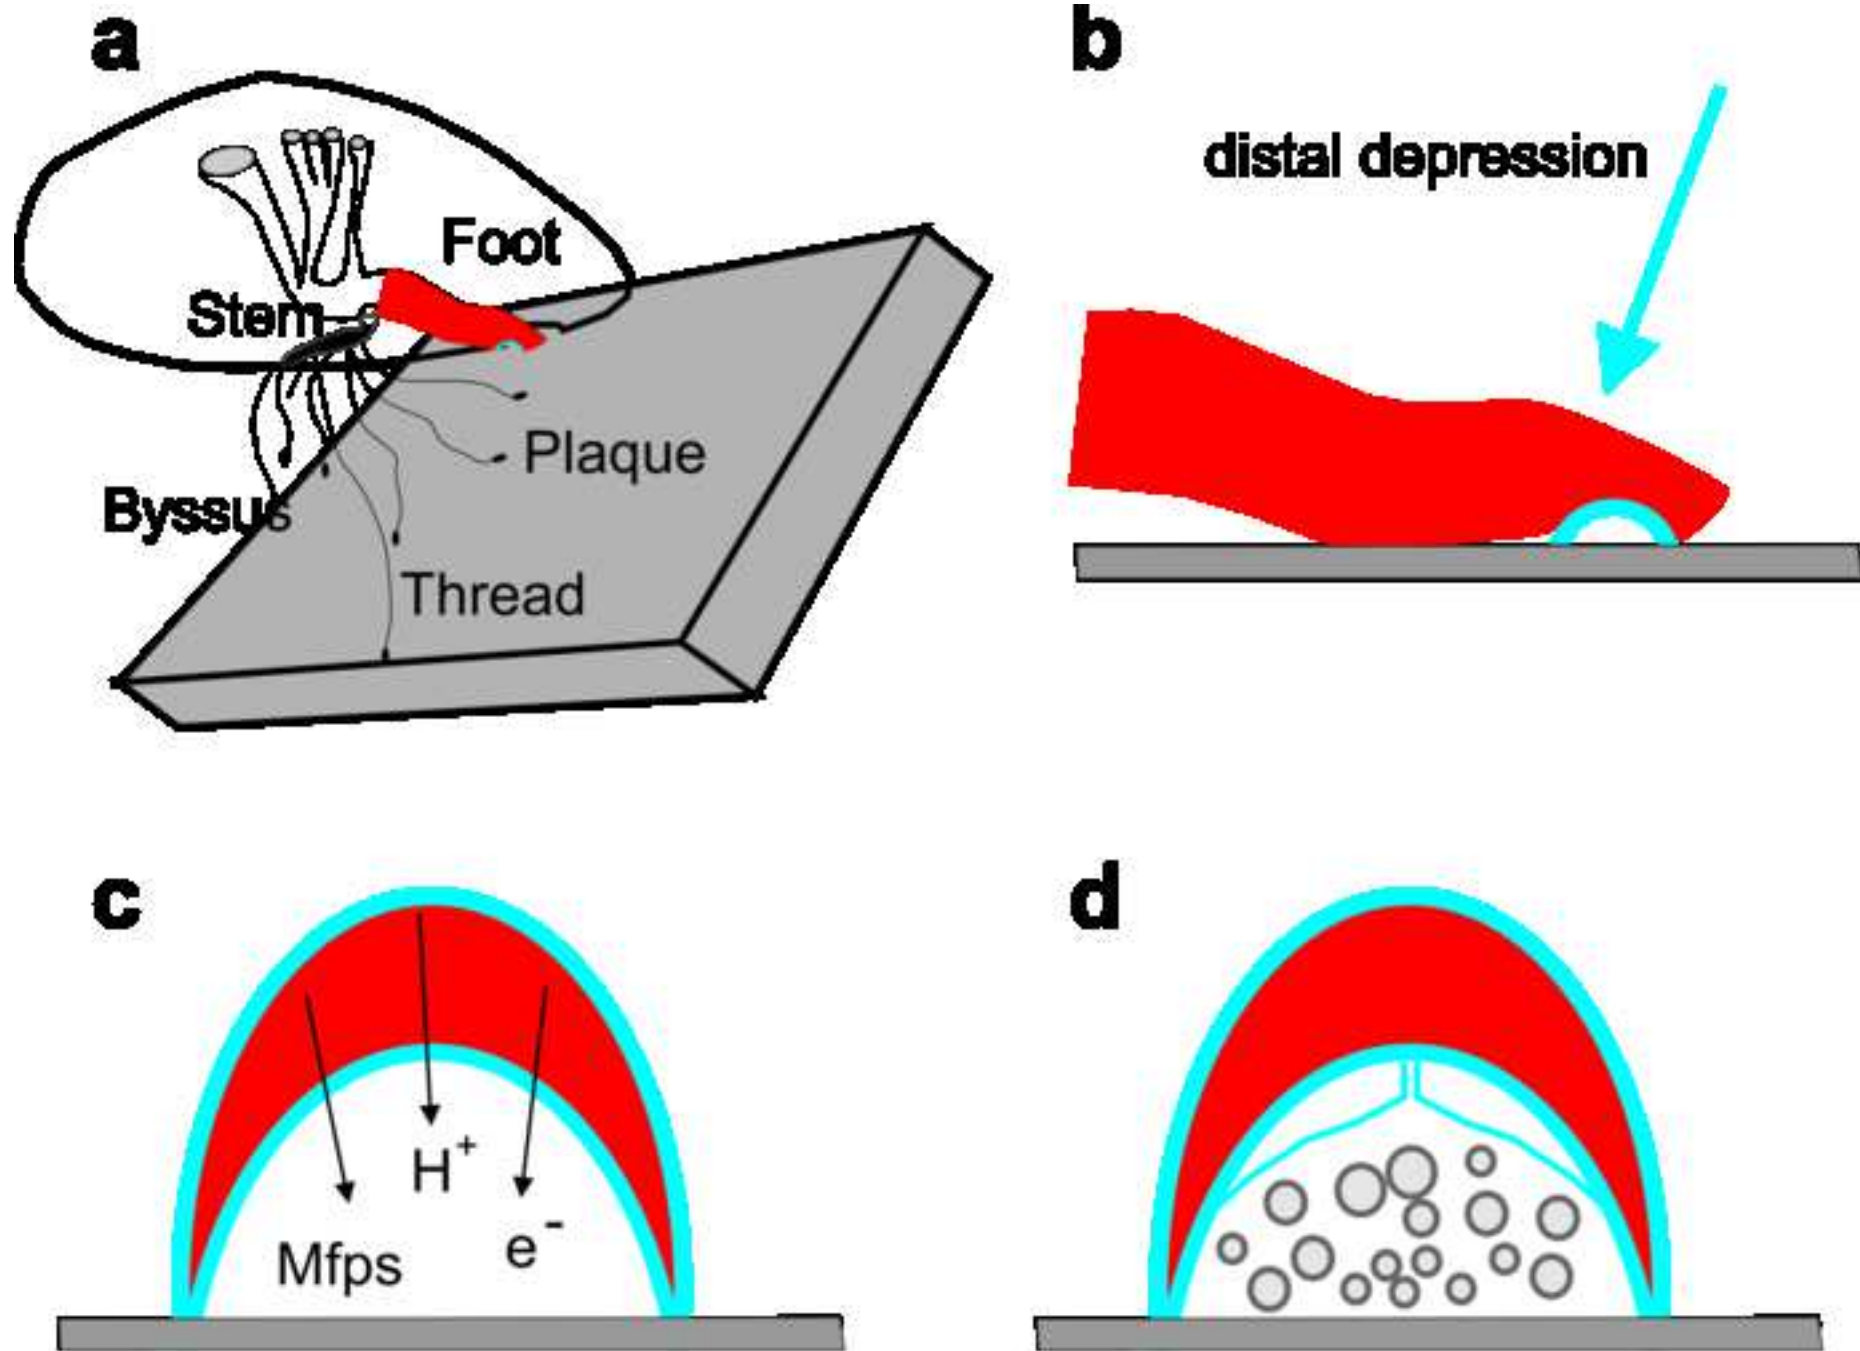 a
Foot
Stem
Plaque
Byssus
Thread
b
distal depression
c
H+
e-
Mfps
d